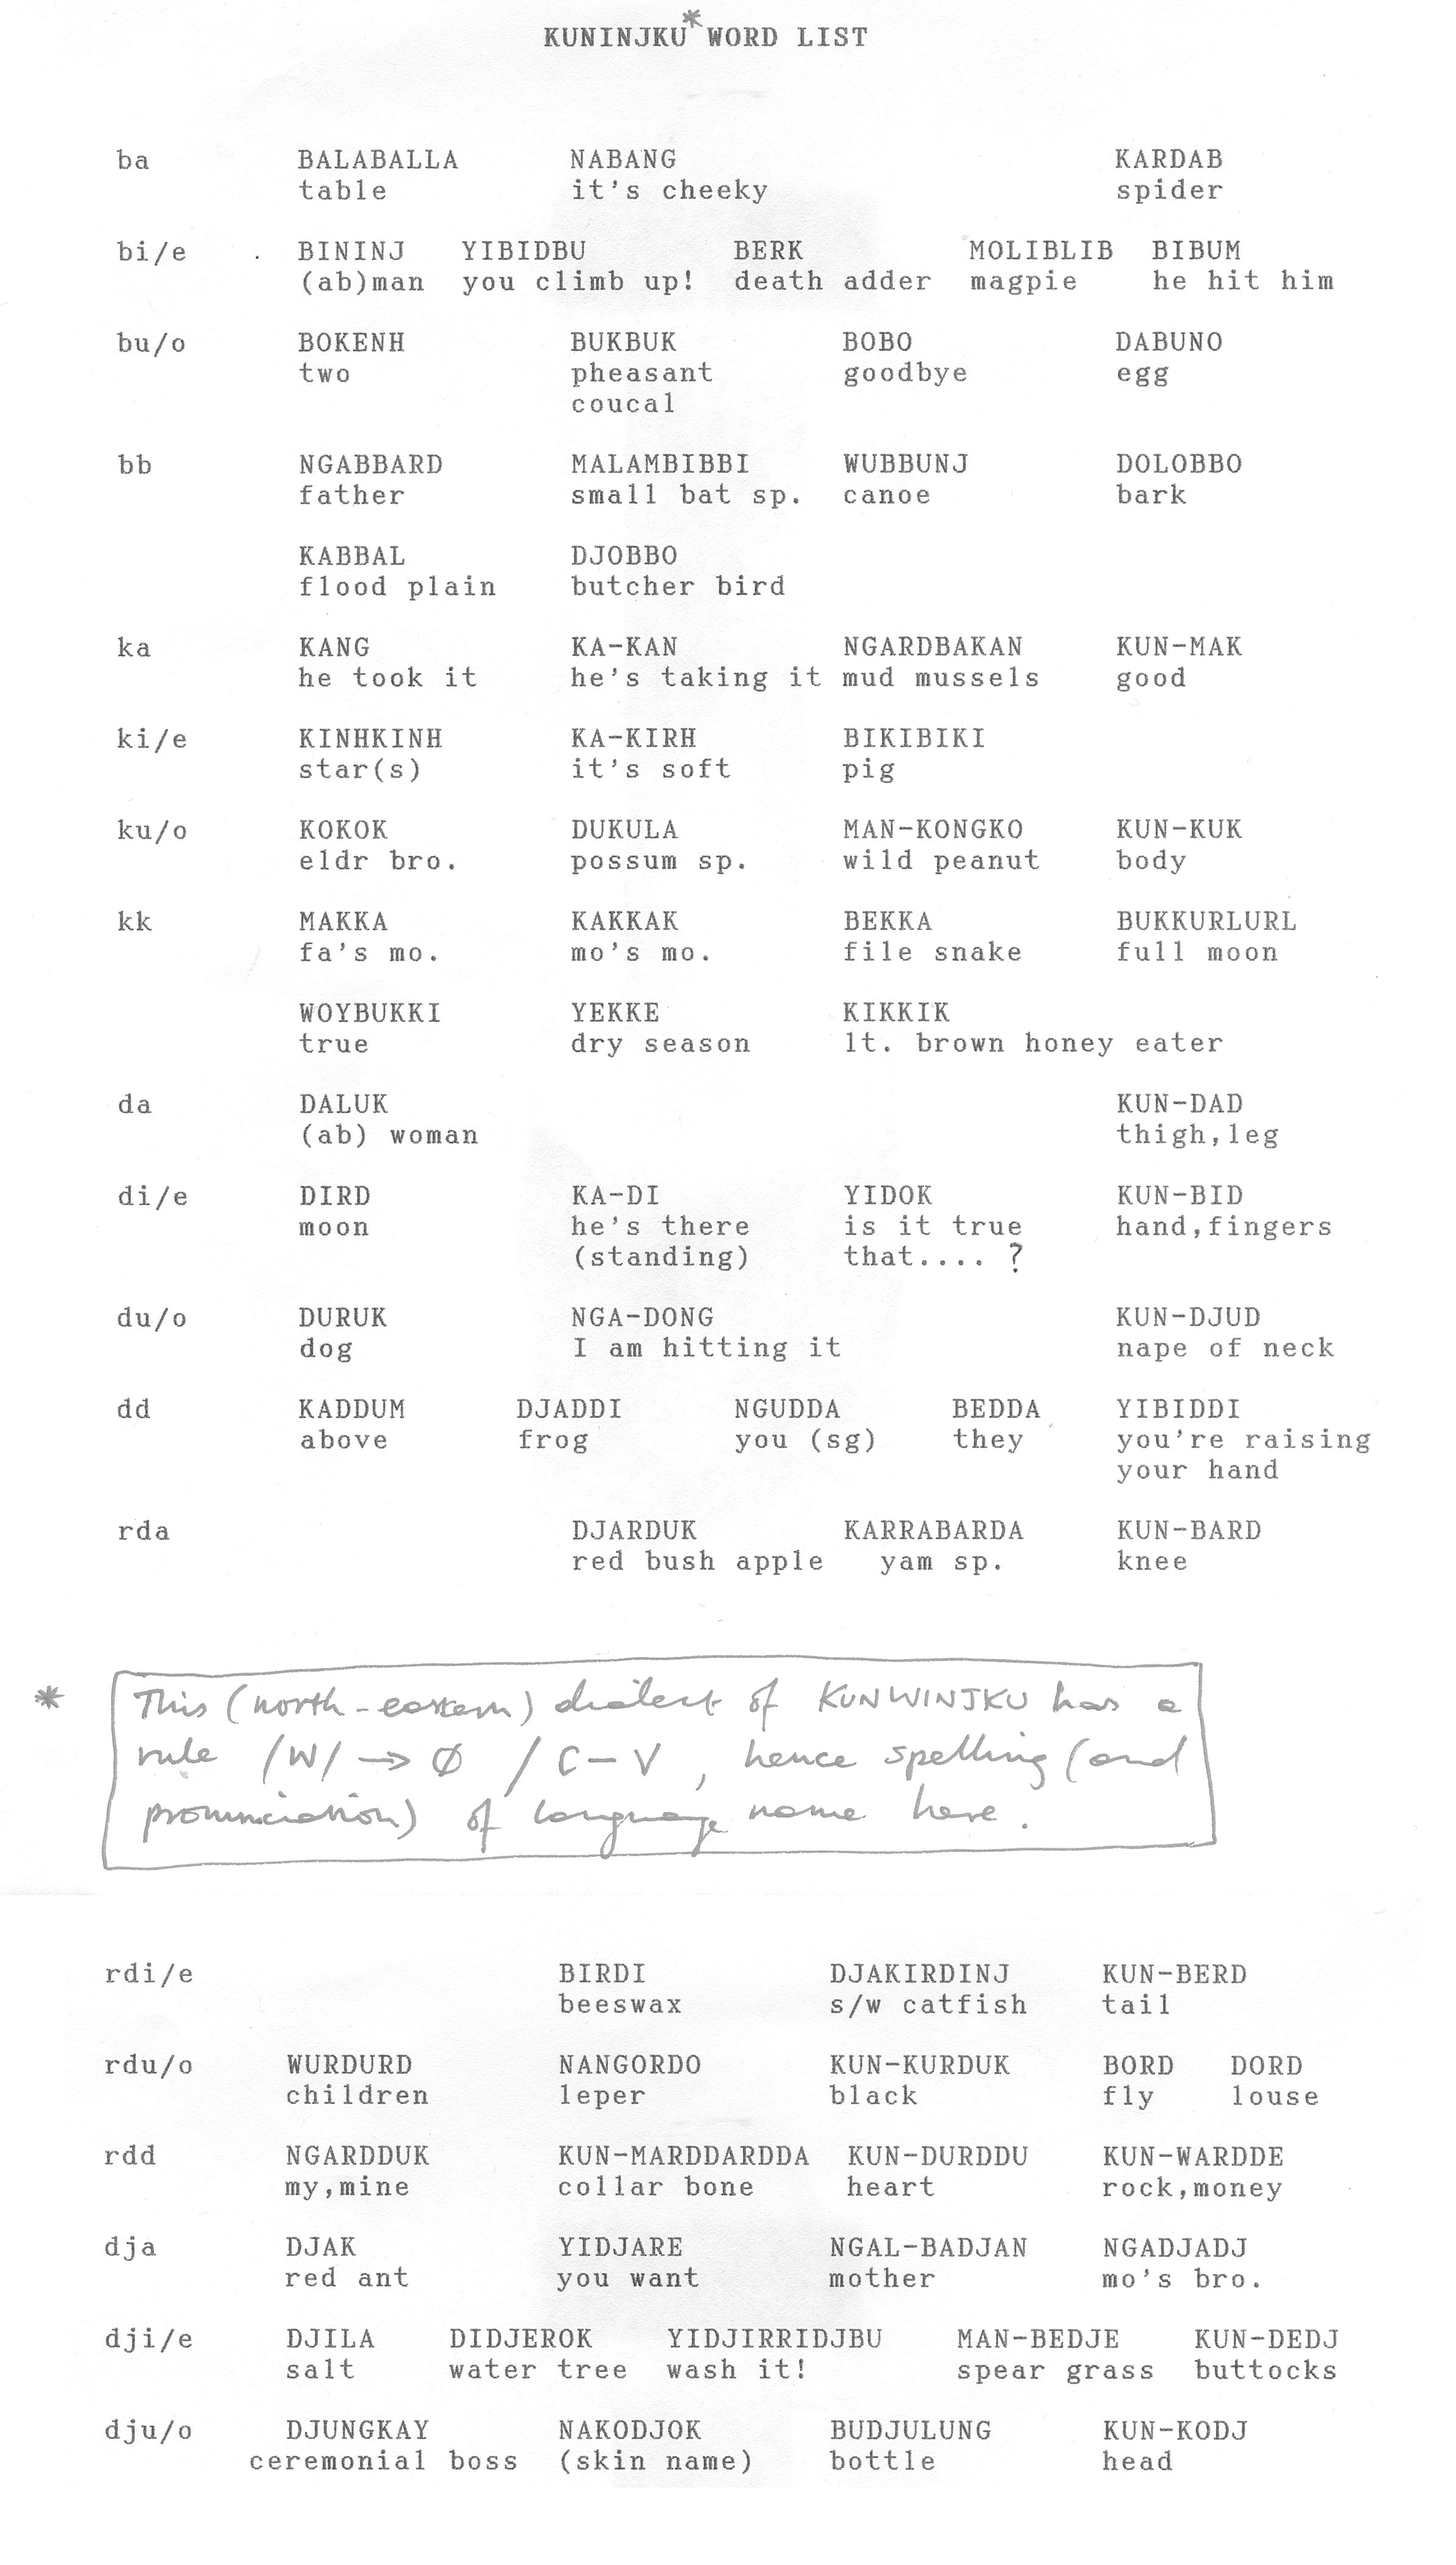 KUNINJKU* WORD LIST
ba BALABALLA NABANG KARDAB
table it's cheeky spider
bi/e BININJ YIBIDBU BERK MOLIBLIB BIBUM
(ab)man you climb up! death adder magpie he hit him
bu/o BOKENH BUKBUK BOBO DABUNO
two pheasant goodbye egg
coucal
bb NGABBARD MALAMBIBBI WUBBUNJ DOLOBBO
father small bat sp. canoe bark
KABBAL DJOBBO
flood plain butcher bird
ka KANG KA-KAN NGARDBAKAN KUN-MAK
he took it he's taking it mud mussels good
ki/e KINHKINH KA-KIRH BIKIBIKI
star(s) it's soft pig
ku/o KOKOK DUKULA MAN-KONGKO KUN-KUK
eldr bro. possum sp. wild peanut body
kk MAKKA KAKKAK BEKKA BUKKURLURL
fa's mo. mo's mo. file snake full moon
WOYBUKKI YEKKE KIKKIK
true dry season lt. brown honey eater
da DALUK KUN-DAD
(ab) woman thigh,leg
di/e DIRD KA-DI YIDOK KUN-BID
moon he's there is it true hand,fingers
(standing) that.... ?
du/o DURUK NGA-DONG KUN-DJUD
dog I am hitting it nape of neck
dd KADDUM DJADDI NGUDDA BEDDA YIBIDDI
above frog you (sg) they you're raising
your hand
rda DJARDUK KARRABARDA KUN-BARD
red bush apple yam sp. knee
* This (north-eastern) dialect of KUNWINJKU has a
rule /W/ → Ø / C – V, hence spelling (and
pronunciation) of language name here.
rdi/e BIRDI DJAKIRDINJ KUN-BERD
beeswax s/w catfish tail
rdu/o WURDURD NANGORDO KUN-KURDUK BORD DORD
children leper black fly louse
rdd NGARDDUK KUN-MARDDARDDA KUN-DURDDU KUN-WARDDE
my,mine collar bone heart rock,money
dja DJAK YIDJARE NGAL-BADJAN NGADJADJ
red ant you want mother mo's bro.
dji/e DJILA DIDJEROK YIDJIRRIDJBU MAN-BEDJE KUN-DEDJ
salt water tree wash it! spear grass buttocks
dju/o DJUNGKAY NAKODJOK BUDJULUNG KUN-KODJ
ceremonial boss (skin name) bottle head